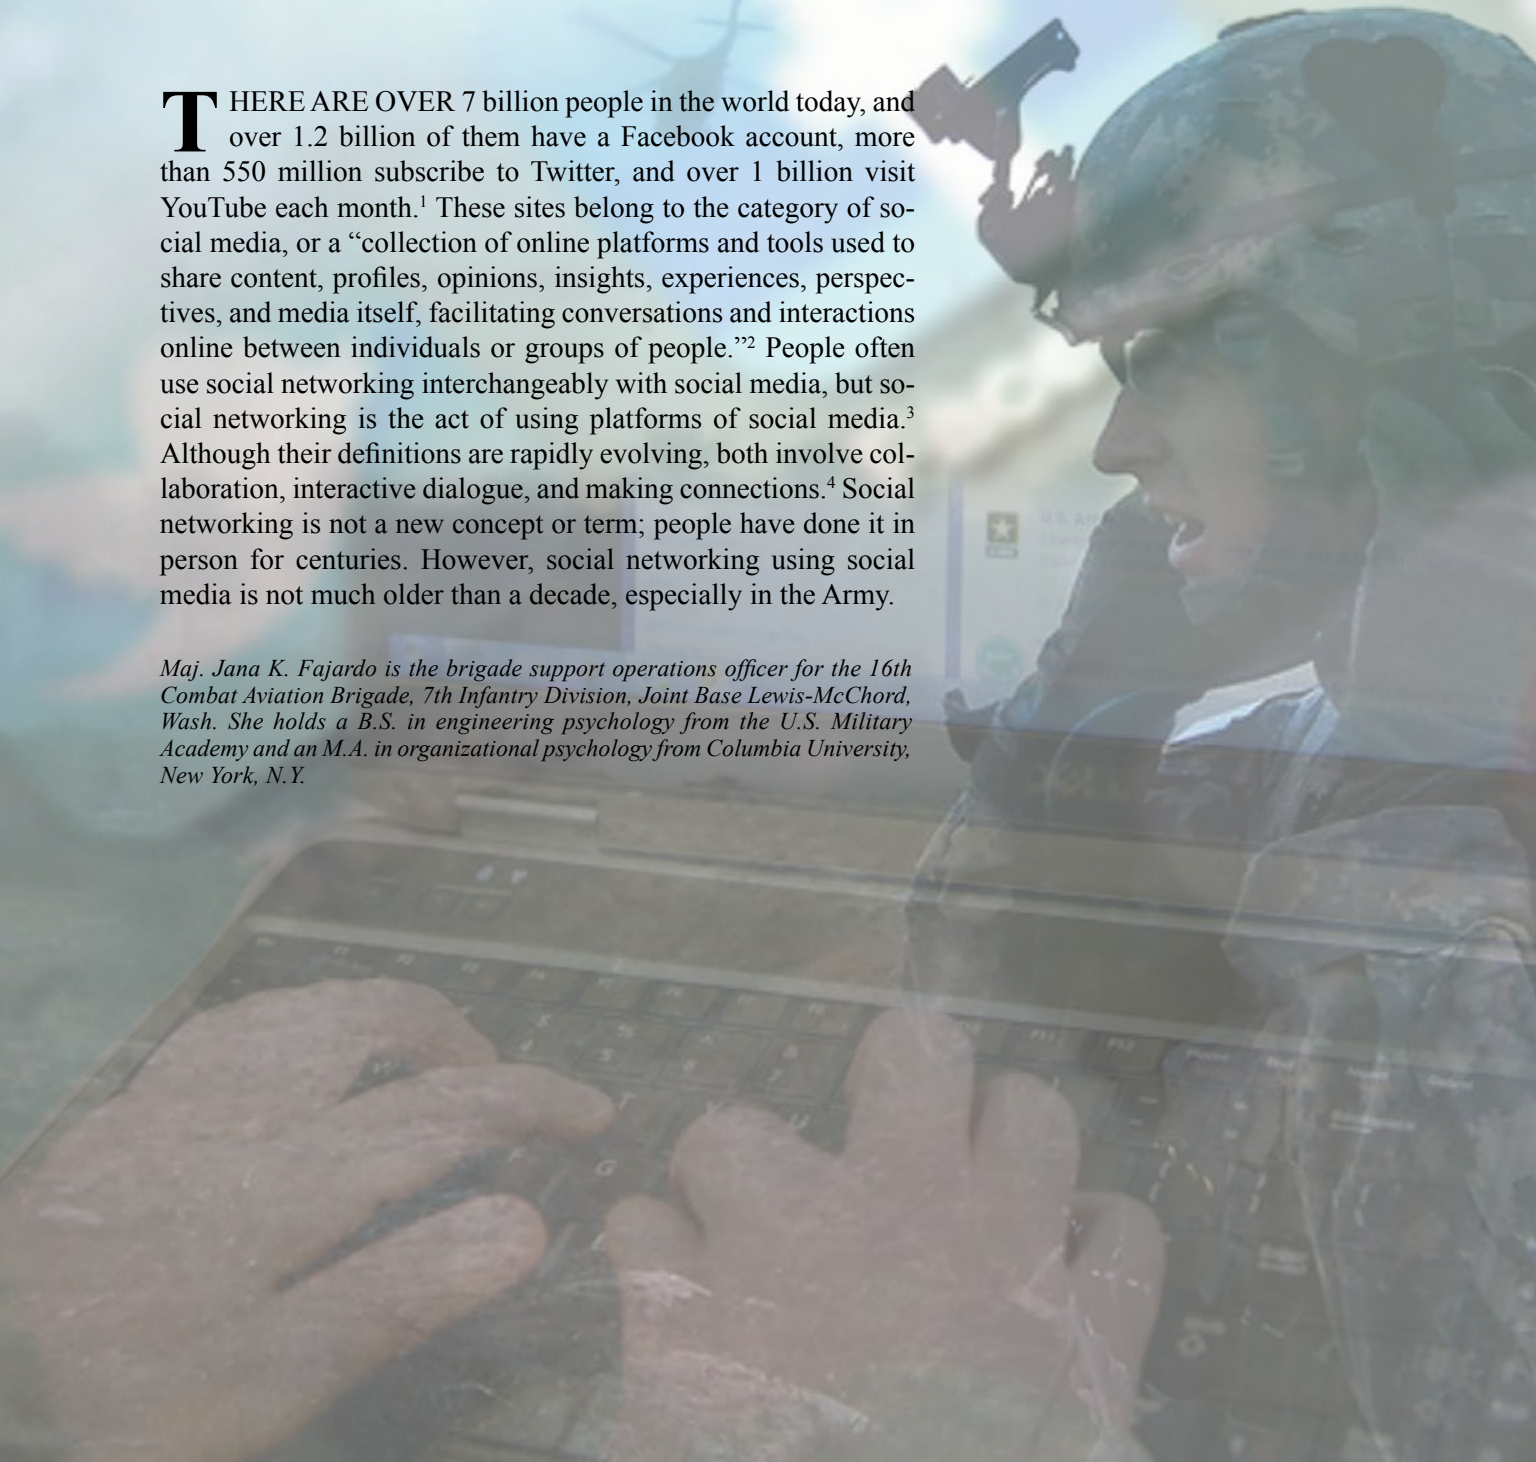 THERE ARE OVER 7 billion people in the world today, and
over 1.2 billion of them have a Facebook account, more
than 550 million subscribe to Twitter, and over 1 billion visit
YouTube each month.1 These sites belong to the category of so-
cial media, or a “collection of online platforms and tools used to
share content, profiles, opinions, insights, experiences, perspec-
tives, and media itself, facilitating conversations and interactions
online between individuals or groups of people.”2 People often
use social networking interchangeably with social media, but so-
cial networking is the act of using platforms of social media.3
Although their definitions are rapidly evolving, both involve col-
laboration, interactive dialogue, and making connections.4 Social
networking is not a new concept or term; people have done it in
person for centuries. However, social networking using social
media is not much older than a decade, especially in the Army.
Maj. Jana K. Fajardo is the brigade support operations officer for the 16th
Combat Aviation Brigade, 7th Infantry Division, Joint Base Lewis-McChord,
Wash. She holds a B.S. in engineering psychology from the U.S. Military
Academy and an M.A. in organizational psychology from Columbia University,
New York, N.Y.
U.S. Army